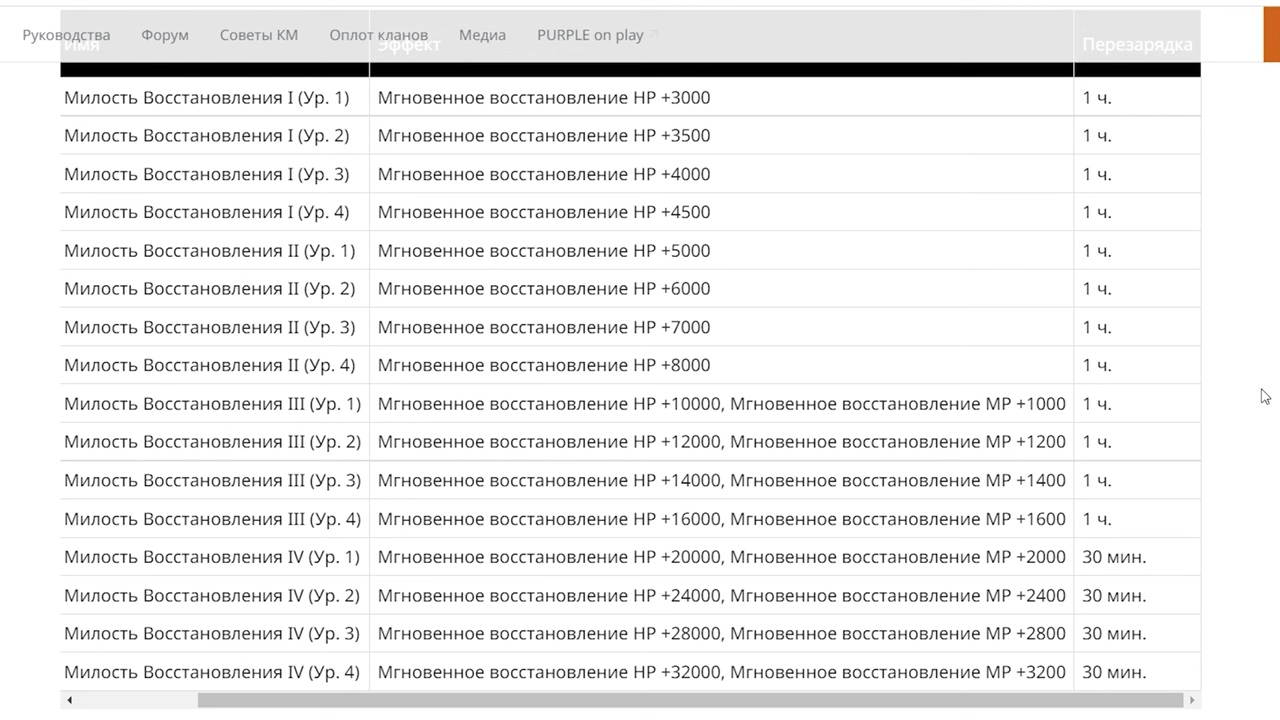 Руководства Форум Советы КМ Оплот кланов Медиа PURPLE on play
Имя Эффект Перезарядка
Милость Восстановления I (Ур. 1) Мгновенное восстановление HP +3000 1 ч.
Милость Восстановления I (Ур. 2) Мгновенное восстановление HP +3500 1 ч.
Милость Восстановления I (Ур. 3) Мгновенное восстановление HP +4000 1 ч.
Милость Восстановления I (Ур. 4) Мгновенное восстановление HP +4500 1 ч.
Милость Восстановления II (Ур. 1) Мгновенное восстановление HP +5000 1 ч.
Милость Восстановления II (Ур. 2) Мгновенное восстановление HP +6000 1 ч.
Милость Восстановления II (Ур. 3) Мгновенное восстановление HP +7000 1 ч.
Милость Восстановления II (Ур. 4) Мгновенное восстановление HP +8000 1 ч.
Милость Восстановления III (Ур. 1) Мгновенное восстановление HP +10000, Мгновенное восстановление MP +1000 1 ч.
Милость Восстановления III (Ур. 2) Мгновенное восстановление HP +12000, Мгновенное восстановление MP +1200 1 ч.
Милость Восстановления III (Ур. 3) Мгновенное восстановление HP +14000, Мгновенное восстановление MP +1400 1 ч.
Милость Восстановления III (Ур. 4) Мгновенное восстановление HP +16000, Мгновенное восстановление MP +1600 1 ч.
Милость Восстановления IV (Ур. 1) Мгновенное восстановление HP +20000, Мгновенное восстановление MP +2000 30 мин.
Милость Восстановления IV (Ур. 2) Мгновенное восстановление HP +24000, Мгновенное восстановление MP +2400 30 мин.
Милость Восстановления IV (Ур. 3) Мгновенное восстановление HP +28000, Мгновенное восстановление MP +2800 30 мин.
Милость Восстановления IV (Ур. 4) Мгновенное восстановление HP +32000, Мгновенное восстановление MP +3200 30 мин.